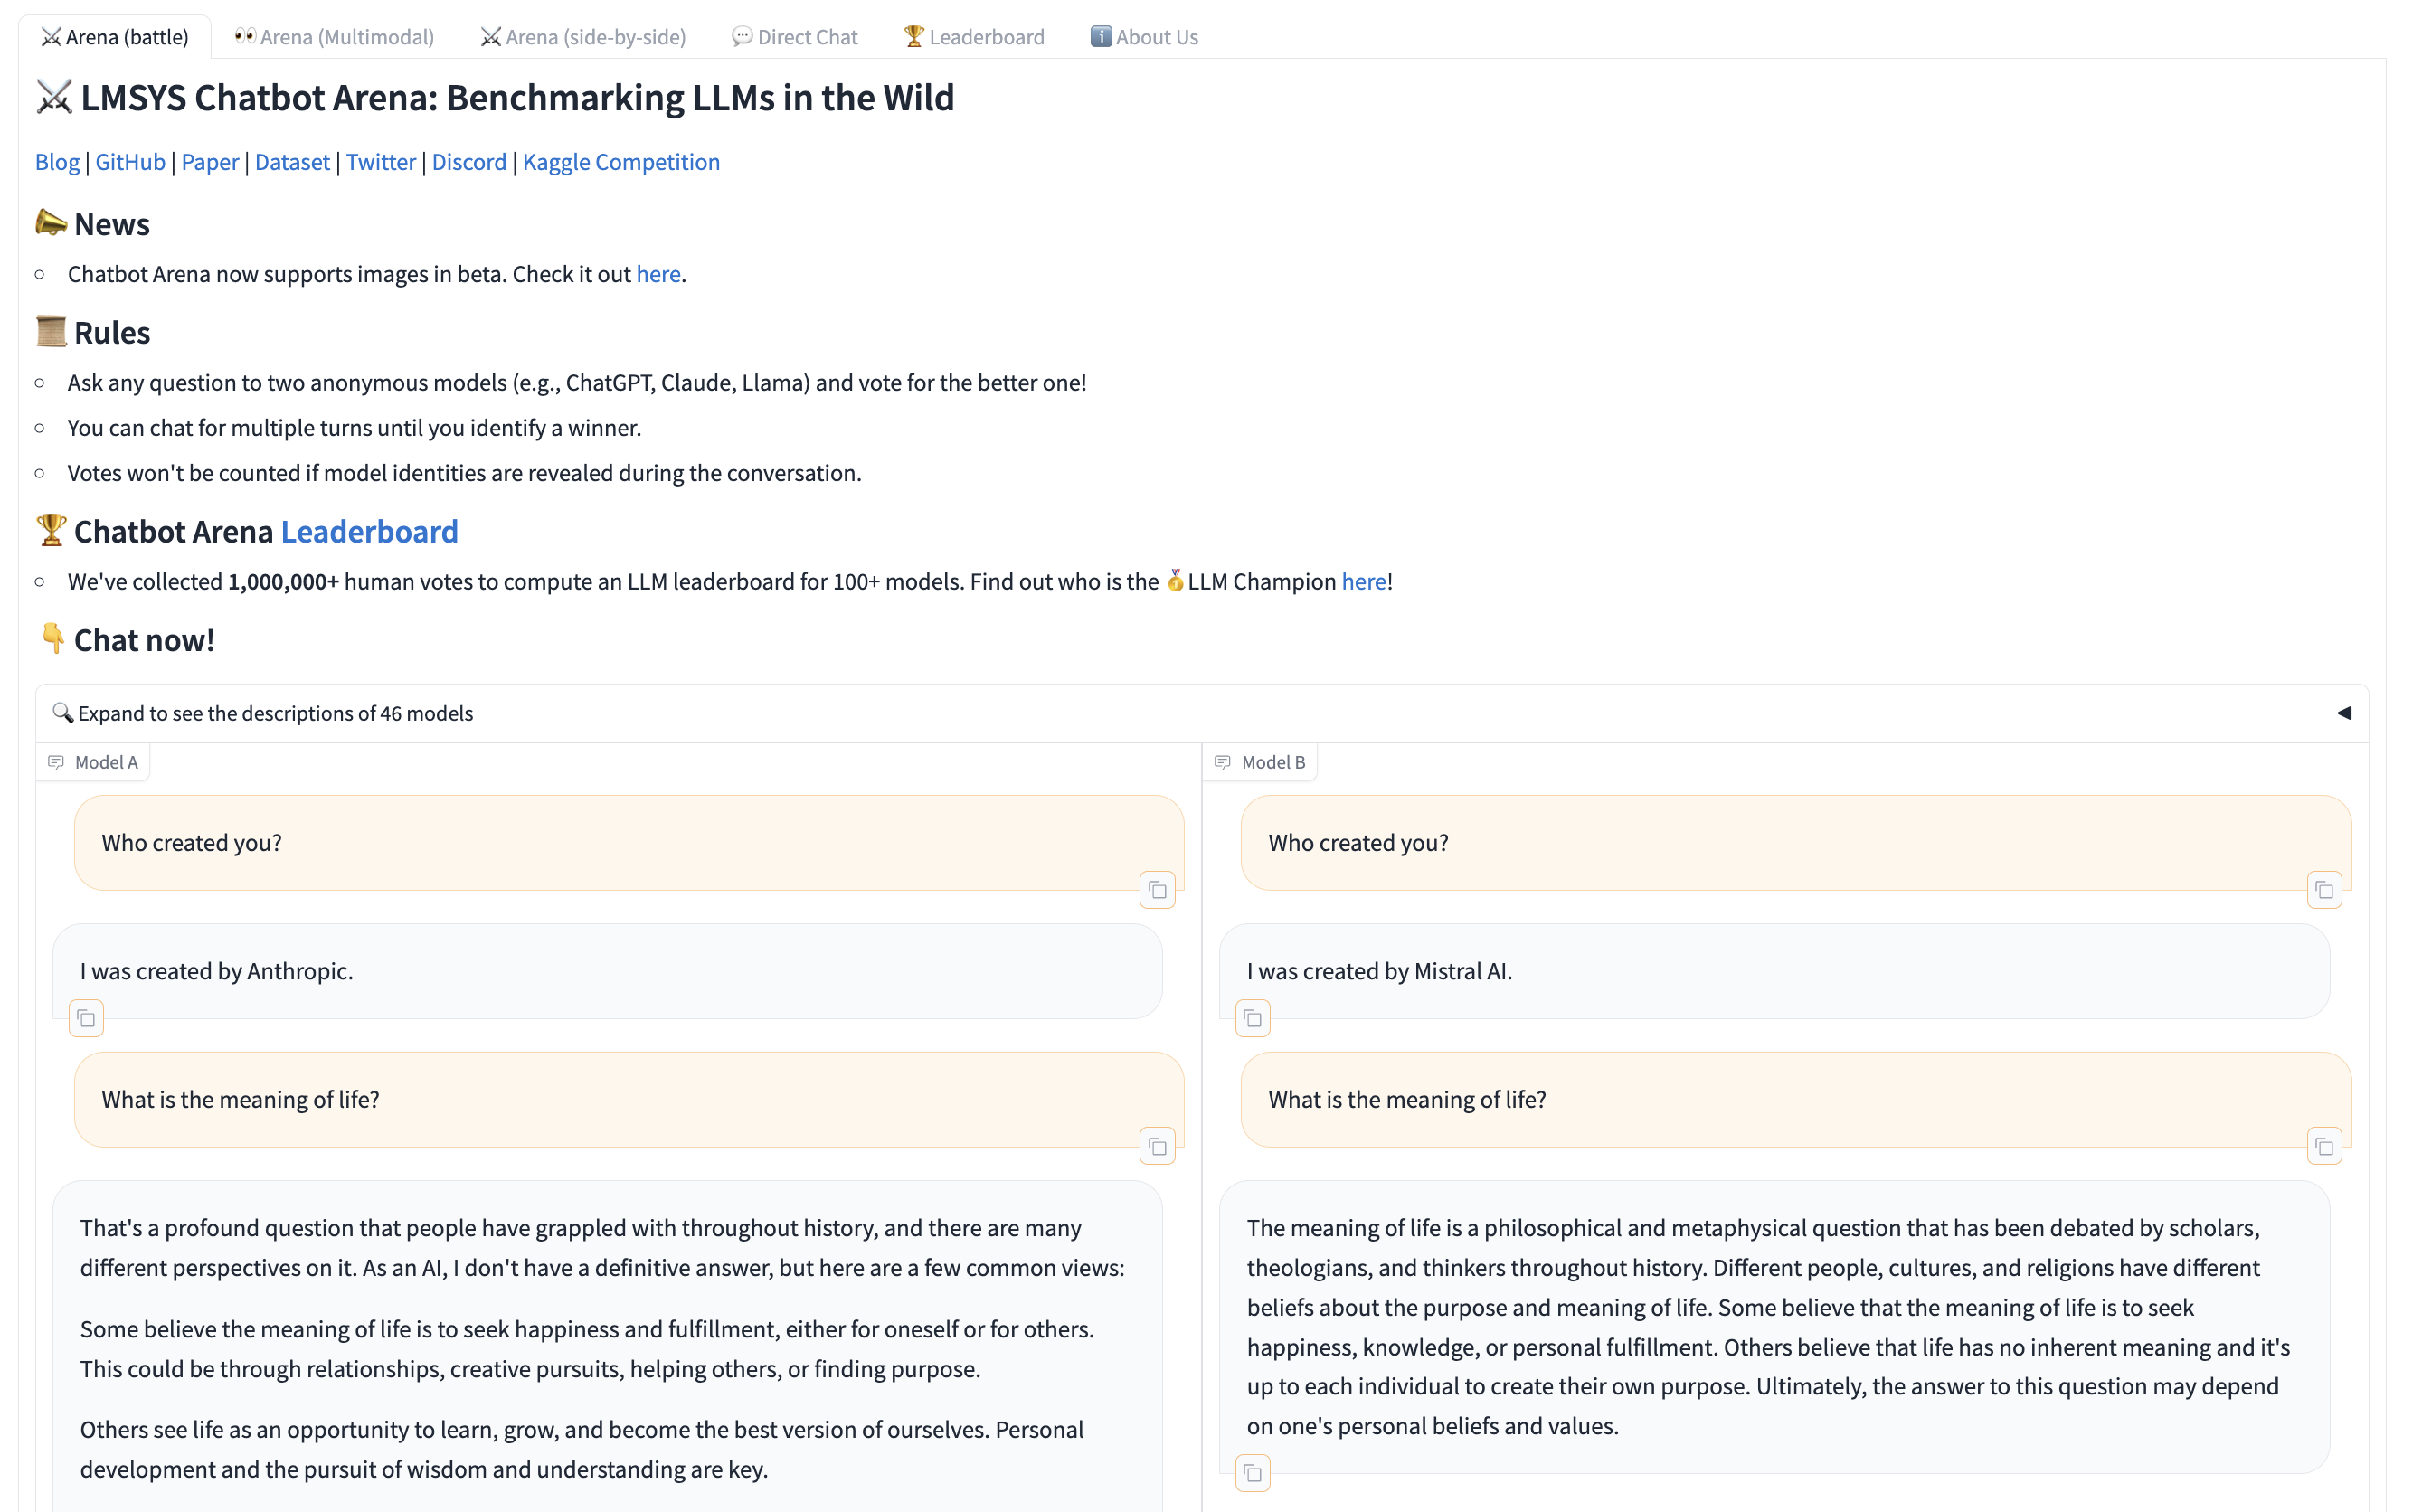 ⚔️ Arena (battle)
👀 Arena (Multimodal)
⚔️ Arena (side-by-side)
💬 Direct Chat
🏆 Leaderboard
ℹ️ About Us
⚔️ LMSYS Chatbot Arena: Benchmarking LLMs in the Wild
Blog | GitHub | Paper | Dataset | Twitter | Discord | Kaggle Competition
📣 News
Chatbot Arena now supports images in beta. Check it out here.
📜 Rules
Ask any question to two anonymous models (e.g., ChatGPT, Claude, Llama) and vote for the better one!
You can chat for multiple turns until you identify a winner.
Votes won't be counted if model identities are revealed during the conversation.
🏆 Chatbot Arena Leaderboard
We've collected 1,000,000+ human votes to compute an LLM leaderboard for 100+ models. Find out who is the 🥇LLM Champion here!
👇 Chat now!
🔍 Expand to see the descriptions of 46 models
Model A
Who created you?
I was created by Anthropic.
What is the meaning of life?
That's a profound question that people have grappled with throughout history, and there are many
different perspectives on it. As an AI, I don't have a definitive answer, but here are a few common views:
Some believe the meaning of life is to seek happiness and fulfillment, either for oneself or for others.
This could be through relationships, creative pursuits, helping others, or finding purpose.
Others see life as an opportunity to learn, grow, and become the best version of ourselves. Personal
development and the pursuit of wisdom and understanding are key.
Model B
Who created you?
I was created by Mistral AI.
What is the meaning of life?
The meaning of life is a philosophical and metaphysical question that has been debated by scholars,
theologians, and thinkers throughout history. Different people, cultures, and religions have different
beliefs about the purpose and meaning of life. Some believe that the meaning of life is to seek
happiness, knowledge, or personal fulfillment. Others believe that life has no inherent meaning and it's
up to each individual to create their own purpose. Ultimately, the answer to this question may depend
on one's personal beliefs and values.